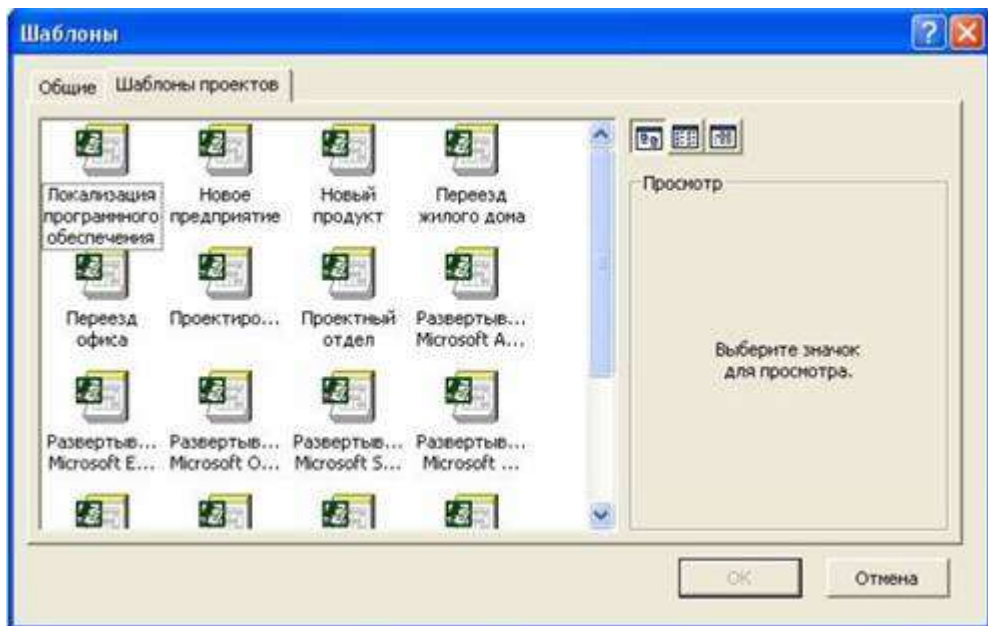 Шаблоны
Общие
Шаблоны проектов
Локализация
программного
обеспечения
Новое
предприятие
Новый
продукт
Переезд
жилого дома
Переезд
офиса
Проектиро...
Проектный
отдел
Развертыв...
Microsoft A...
Развертыв...
Microsoft E...
Развертыв...
Microsoft O...
Развертыв...
Microsoft S...
Развертыв...
Microsoft ...
Просмотр
Выберите значок
для просмотра.
OK
Отмена